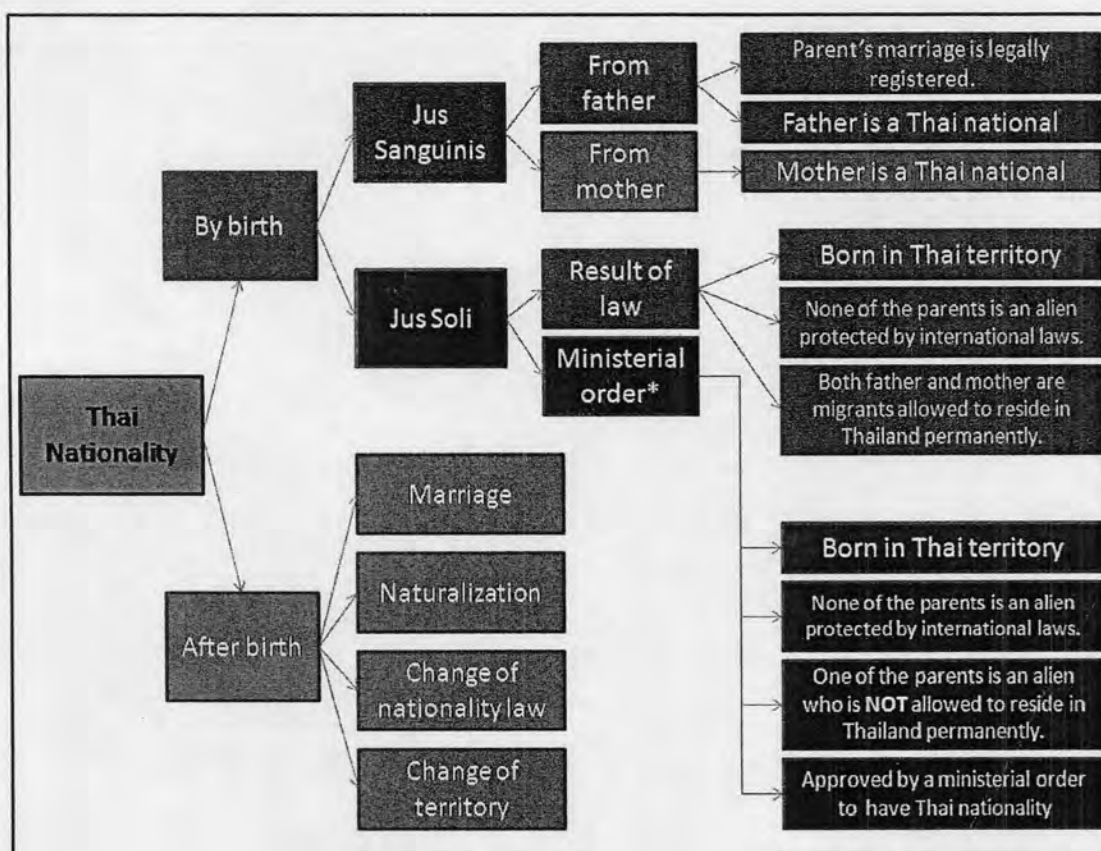 Thai
Nationality
By birth
Jus
Sanguinis
From
father
Parent's marriage is legally
registered.
Father is a Thai national
From
mother
Mother is a Thai national
Jus Soli
Result of
law
Born in Thai territory
None of the parents is an alien
protected by international laws.
Both father and mother are
migrants allowed to reside in
Thailand permanently.
Ministerial
order*
Born in Thai territory
None of the parents is an alien
protected by international laws.
One of the parents is an alien
who is NOT allowed to reside in
Thailand permanently.
Approved by a ministerial order
to have Thai nationality
After birth
Marriage
Naturalization
Change of
nationality law
Change of
territory